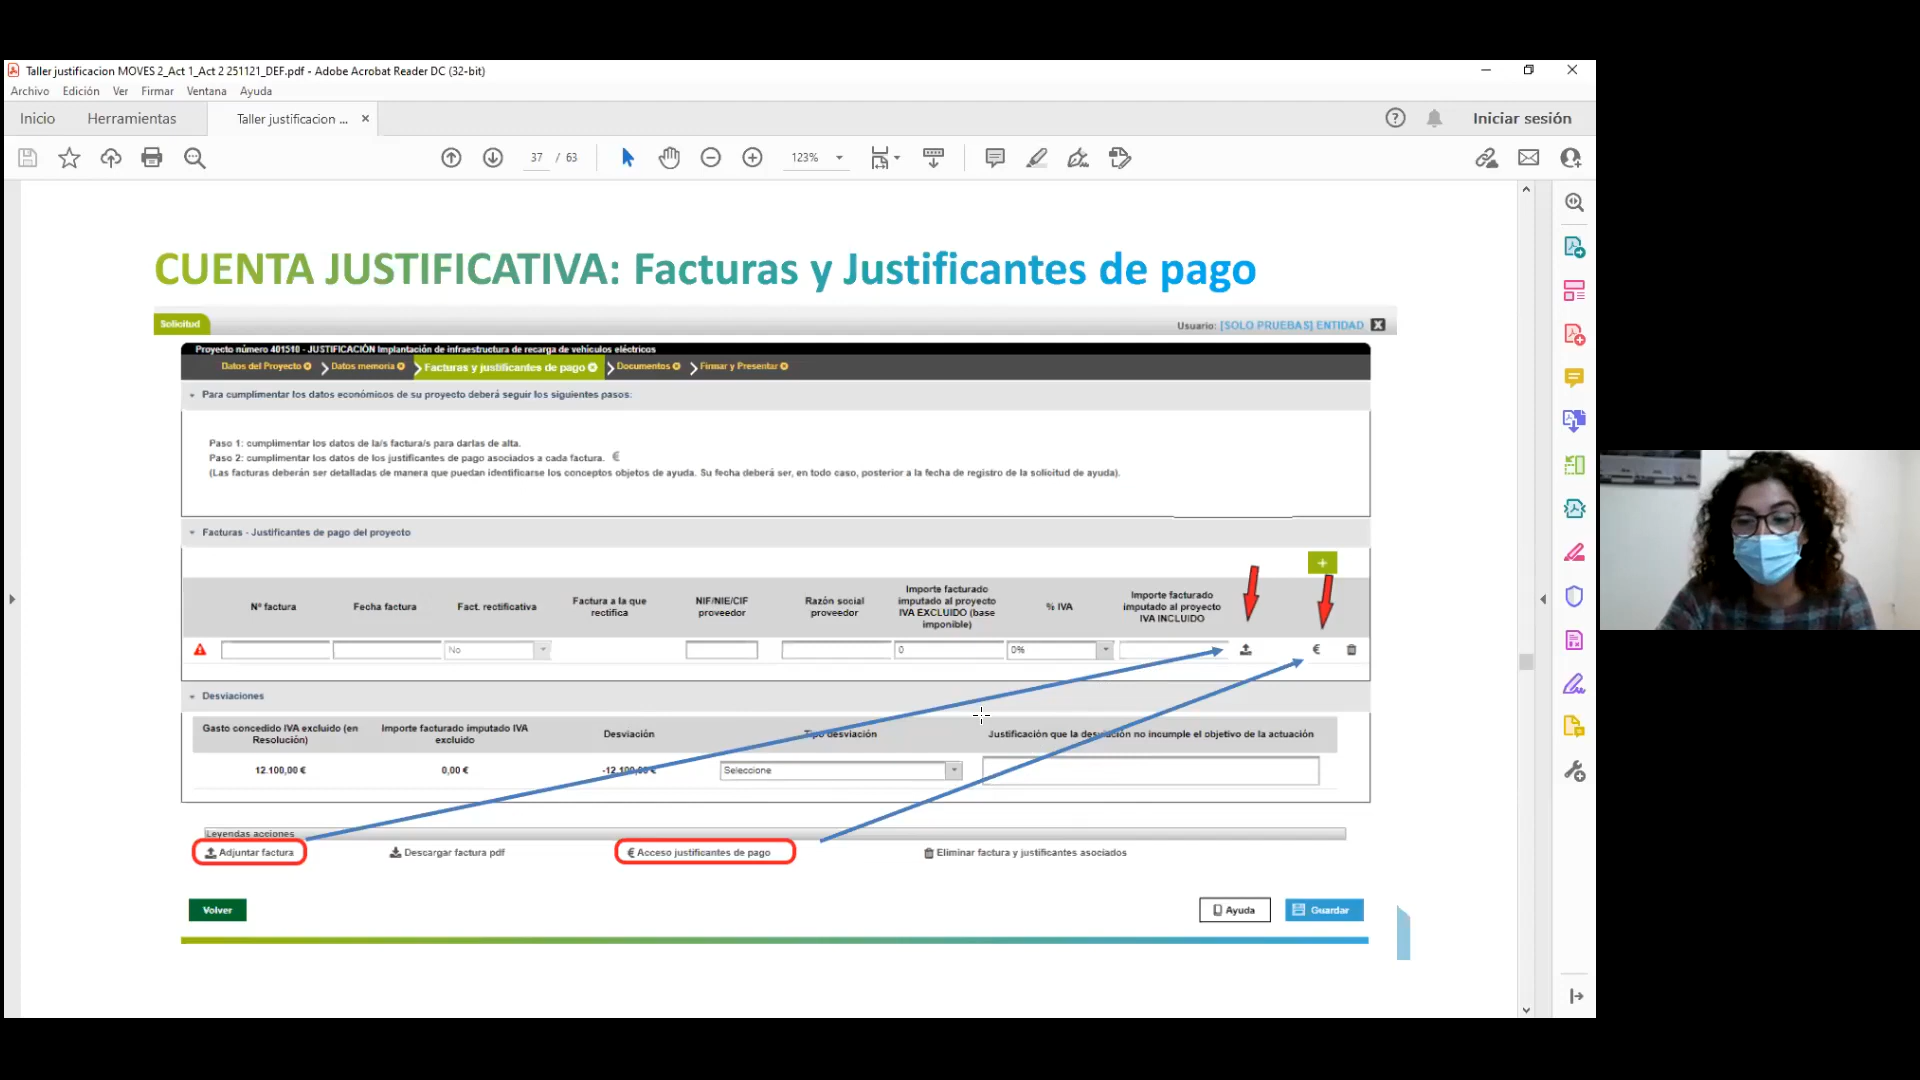 Taller justificacion MOVES 2_Act 1_Act 2 251121_DEF.pdf - Adobe Acrobat Reader DC (32-bit)
Archivo Edición Ver Firmar Ventana Ayuda
Inicio Herramientas Taller justificacion ... × Iniciar sesión
37 / 63 123%
CUENTA JUSTIFICATIVA: Facturas y Justificantes de pago
Solicitud Usuario: [SOLO PRUEBAS] ENTIDAD X
Proyecto número 401510 - JUSTIFICACIÓN Implantación de infraestructura de recarga de vehículos eléctricos
Datos del Proyecto Datos memoria Facturas y justificantes de pago Documentos Firmar y Presentar
Para cumplimentar los datos económicos de su proyecto deberá seguir los siguientes pasos:
Paso 1: cumplimentar los datos de la/s factura/s para darlas de alta.
Paso 2: cumplimentar los datos de los justificantes de pago asociados a cada factura. €
(Las facturas deberán ser detalladas de manera que puedan identificarse los conceptos objetos de ayuda. Su fecha deberá ser, en todo caso, posterior a la fecha de registro de la solicitud de ayuda).
Facturas - Justificantes de pago del proyecto
+
Nº factura
Fecha factura
Fact. rectificativa
Factura a la que
rectifica
NIF/NIE/CIF
proveedor
Razón social
proveedor
Importe facturado
imputado al proyecto
IVA EXCLUIDO (base
imponible)
% IVA
Importe facturado
imputado al proyecto
IVA INCLUIDO
No 0 0% €
Desviaciones
Gasto concedido IVA excluido (en
Resolución)
Importe facturado imputado IVA
excluido
Desviación
Tipo desviación
Justificación que la desviación no incumple el objetivo de la actuación
12.100,00 € 0,00 € -12.100,00 € Seleccione
Leyendas acciones
Adjuntar factura Descargar factura pdf € Acceso justificantes de pago Eliminar factura y justificantes asociados
Volver Ayuda Guardar